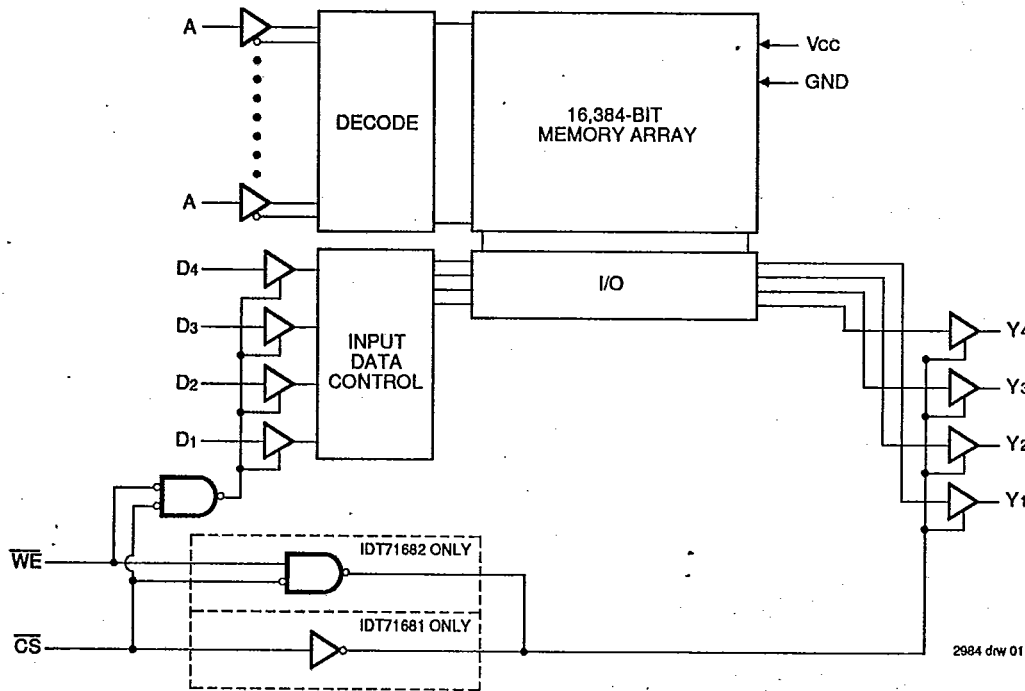 A
A
DECODE
16,384-BIT
MEMORY ARRAY
Vcc
GND
D4
D3
D2
D1
INPUT
DATA
CONTROL
I/O
Y4
Y3
Y2
Y1
WE
IDT71682 ONLY
CS
IDT71681 ONLY
2984 drw 01